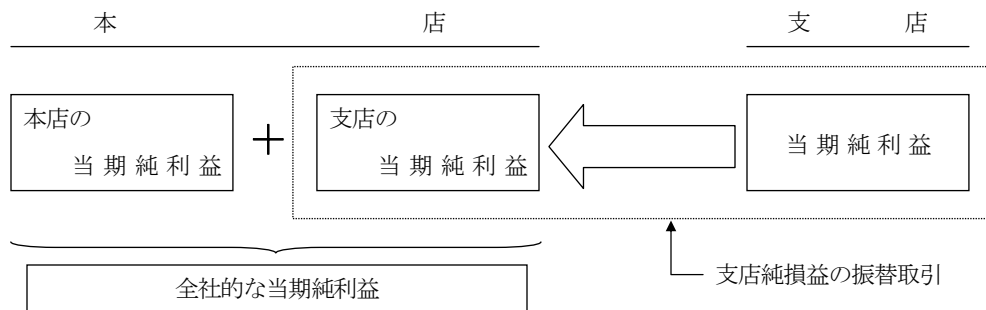 本 店
支 店
本店の
当期純利益
+
支店の
当期純利益
当期純利益
全社的な当期純利益
支店純損益の振替取引